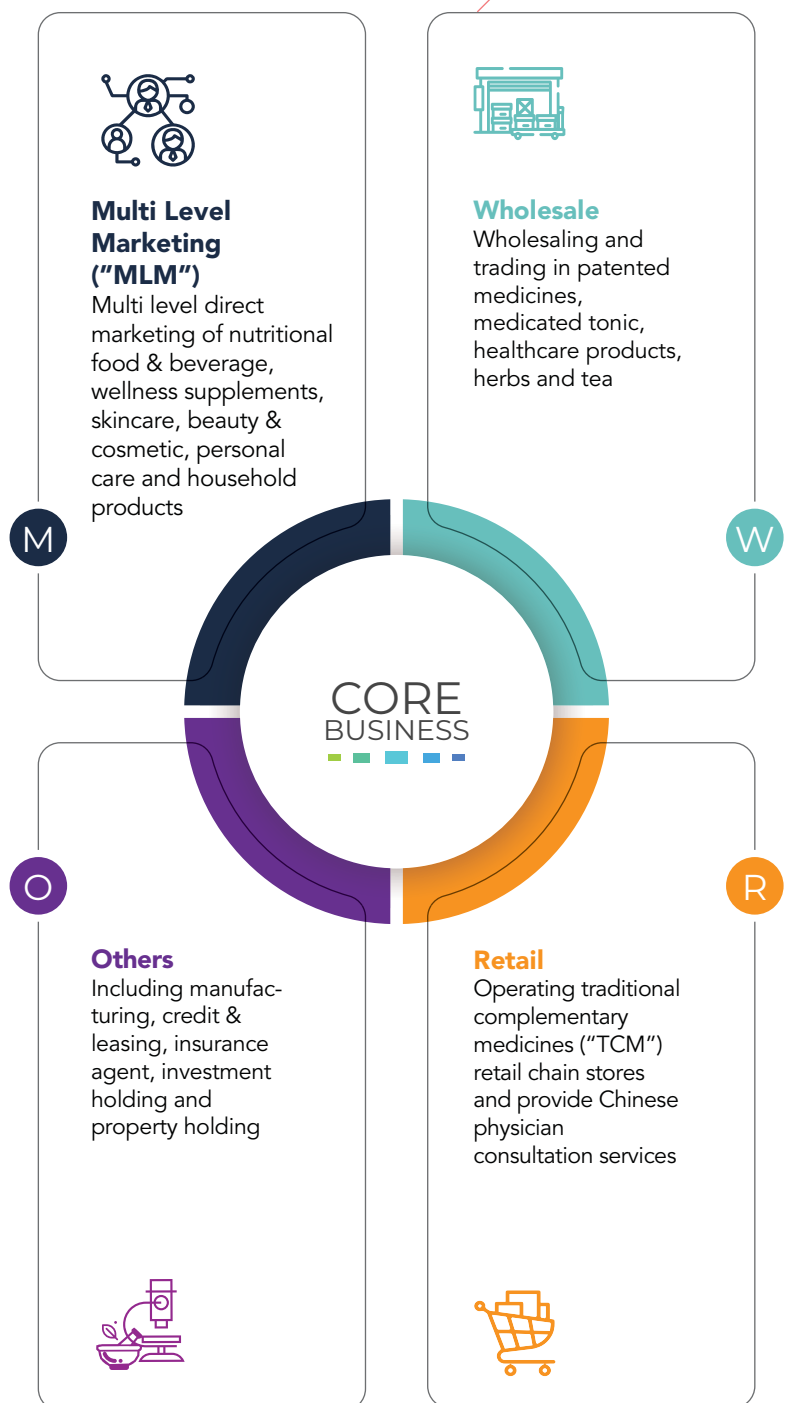 Multi Level
Marketing
(”MLM”)
Multi level direct
marketing of nutritional
food & beverage,
wellness supplements,
skincare, beauty &
cosmetic, personal
care and household
products
M
Wholesale
Wholesaling and
trading in patented
medicines,
medicated tonic,
healthcare products,
herbs and tea
W
CORE
BUSINESS
O
Others
Including manufac-
turing, credit &
leasing, insurance
agent, investment
holding and
property holding
R
Retail
Operating traditional
complementary
medicines (“TCM”)
retail chain stores
and provide Chinese
physician
consultation services